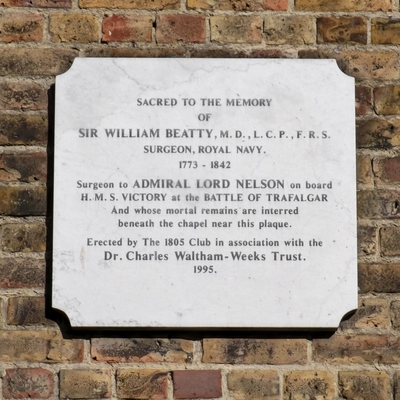 SACRED TO THE MEMORY
OF
SIR WILLIAM BEATTY, M.D., L.C.P., F.R.S.
SURGEON, ROYAL NAVY.
1773 - 1842
Surgeon to ADMIRAL LORD NELSON on board
H.M.S. VICTORY at the BATTLE OF TRAFALGAR
And whose mortal remains are interred
beneath the chapel near this plaque.
Erected by The 1805 Club in association with the
Dr. Charles Waltham-Weeks Trust.
1995.